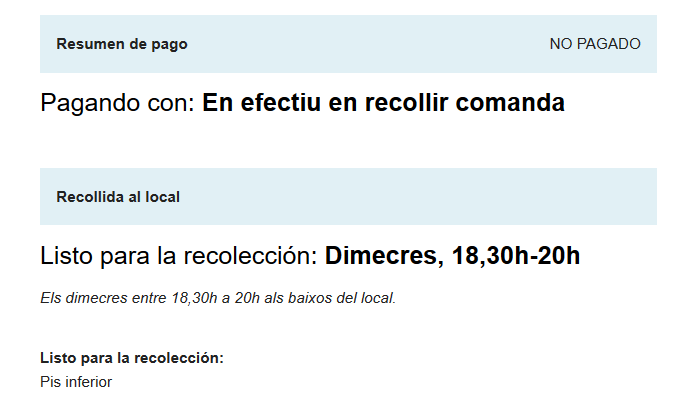 Resumen de pago NO PAGADO
Pagando con: En efectiu en recollir comanda
Recollida al local
Listo para la recolección: Dimecres, 18,30h-20h
Els dimecres entre 18,30h a 20h als baixos del local.
Listo para la recolección:
Pis inferior